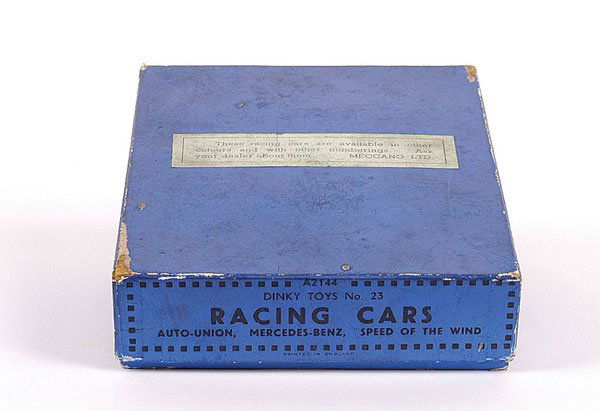 These racing cars are available in other
colours and with other numberings. Ask
your dealer about them. MECCANO LTD.
A2144
DINKY TOYS No. 23
RACING CARS
AUTO-UNION, MERCEDES-BENZ, "SPEED OF THE WIND"
PRINTED IN ENGLAND